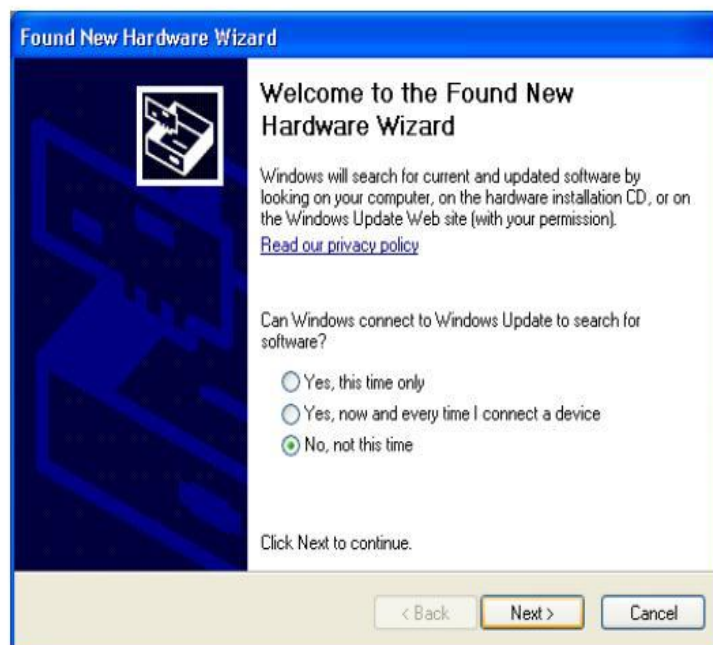 Found New Hardware Wizard
Welcome to the Found New
Hardware Wizard
Windows will search for current and updated software by
looking on your computer, on the hardware installation CD, or on
the Windows Update Web site (with your permission).
Read our privacy policy
Can Windows connect to Windows Update to search for
software?
Yes, this time only
Yes, now and every time I connect a device
No, not this time
Click Next to continue.
< Back Next > Cancel